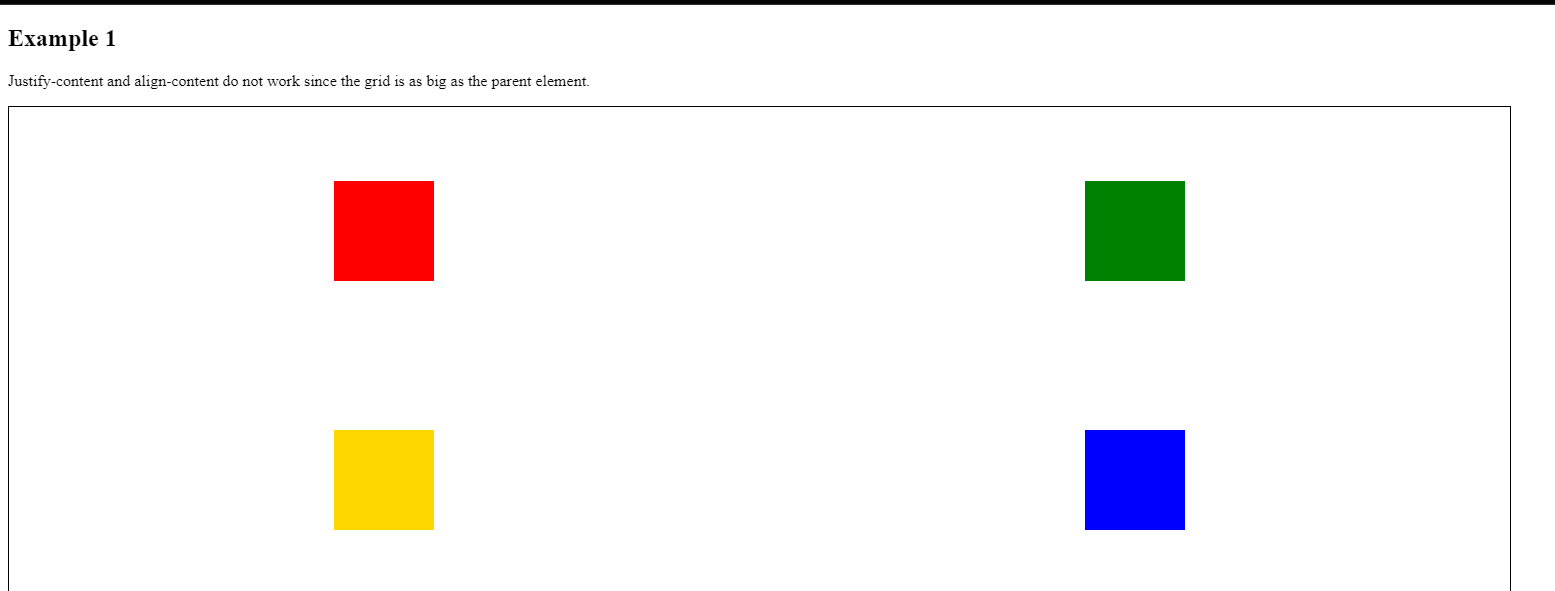 Example 1
Justify-content and align-content do not work since the grid is as big as the parent element.